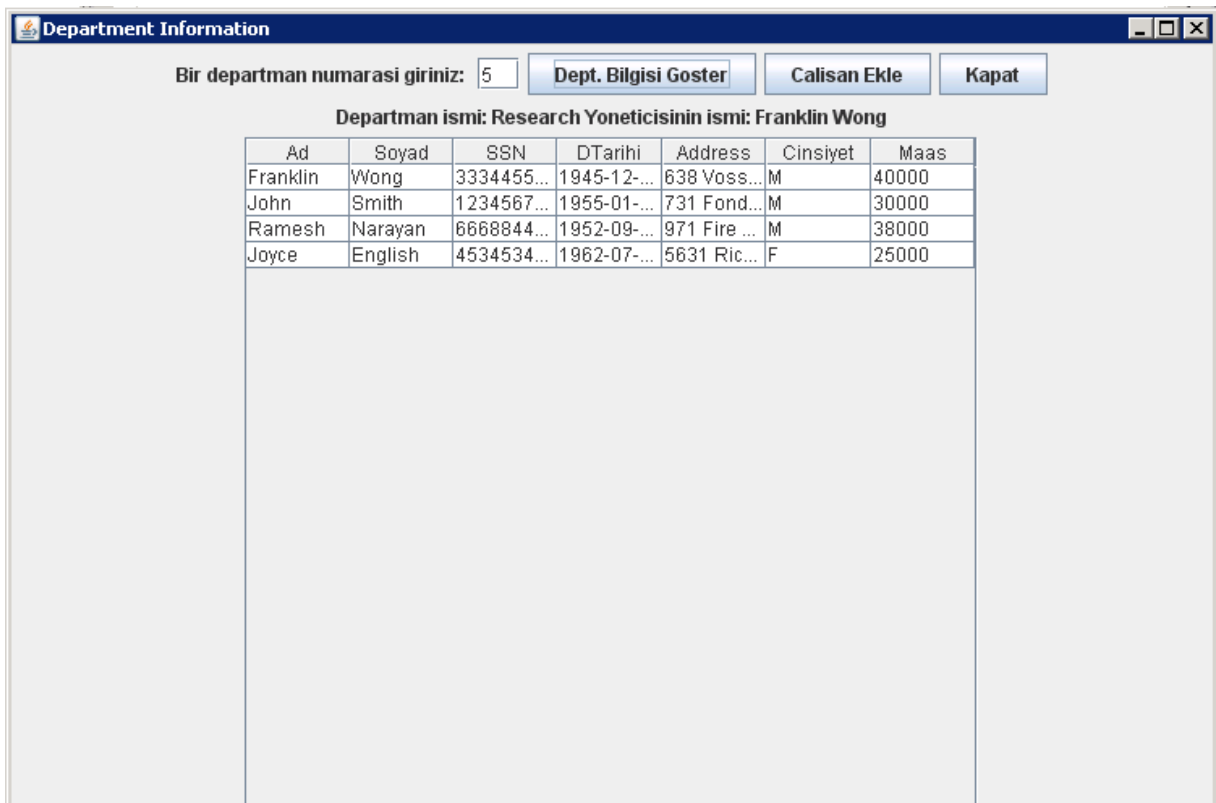 Department Information
Bir departman numarasi giriniz: 5 Dept. Bilgisi Goster Calisan Ekle Kapat
Departman ismi: Research Yoneticisinin ismi: Franklin Wong
Ad Soyad SSN DTarihi Address Cinsiyet Maas
Franklin Wong 3334455... 1945-12-... 638 Voss... M 40000
John Smith 1234567... 1955-01-... 731 Fond... M 30000
Ramesh Narayan 6668844... 1952-09-... 971 Fire ... M 38000
Joyce English 4534534... 1962-07-... 5631 Ric... F 25000